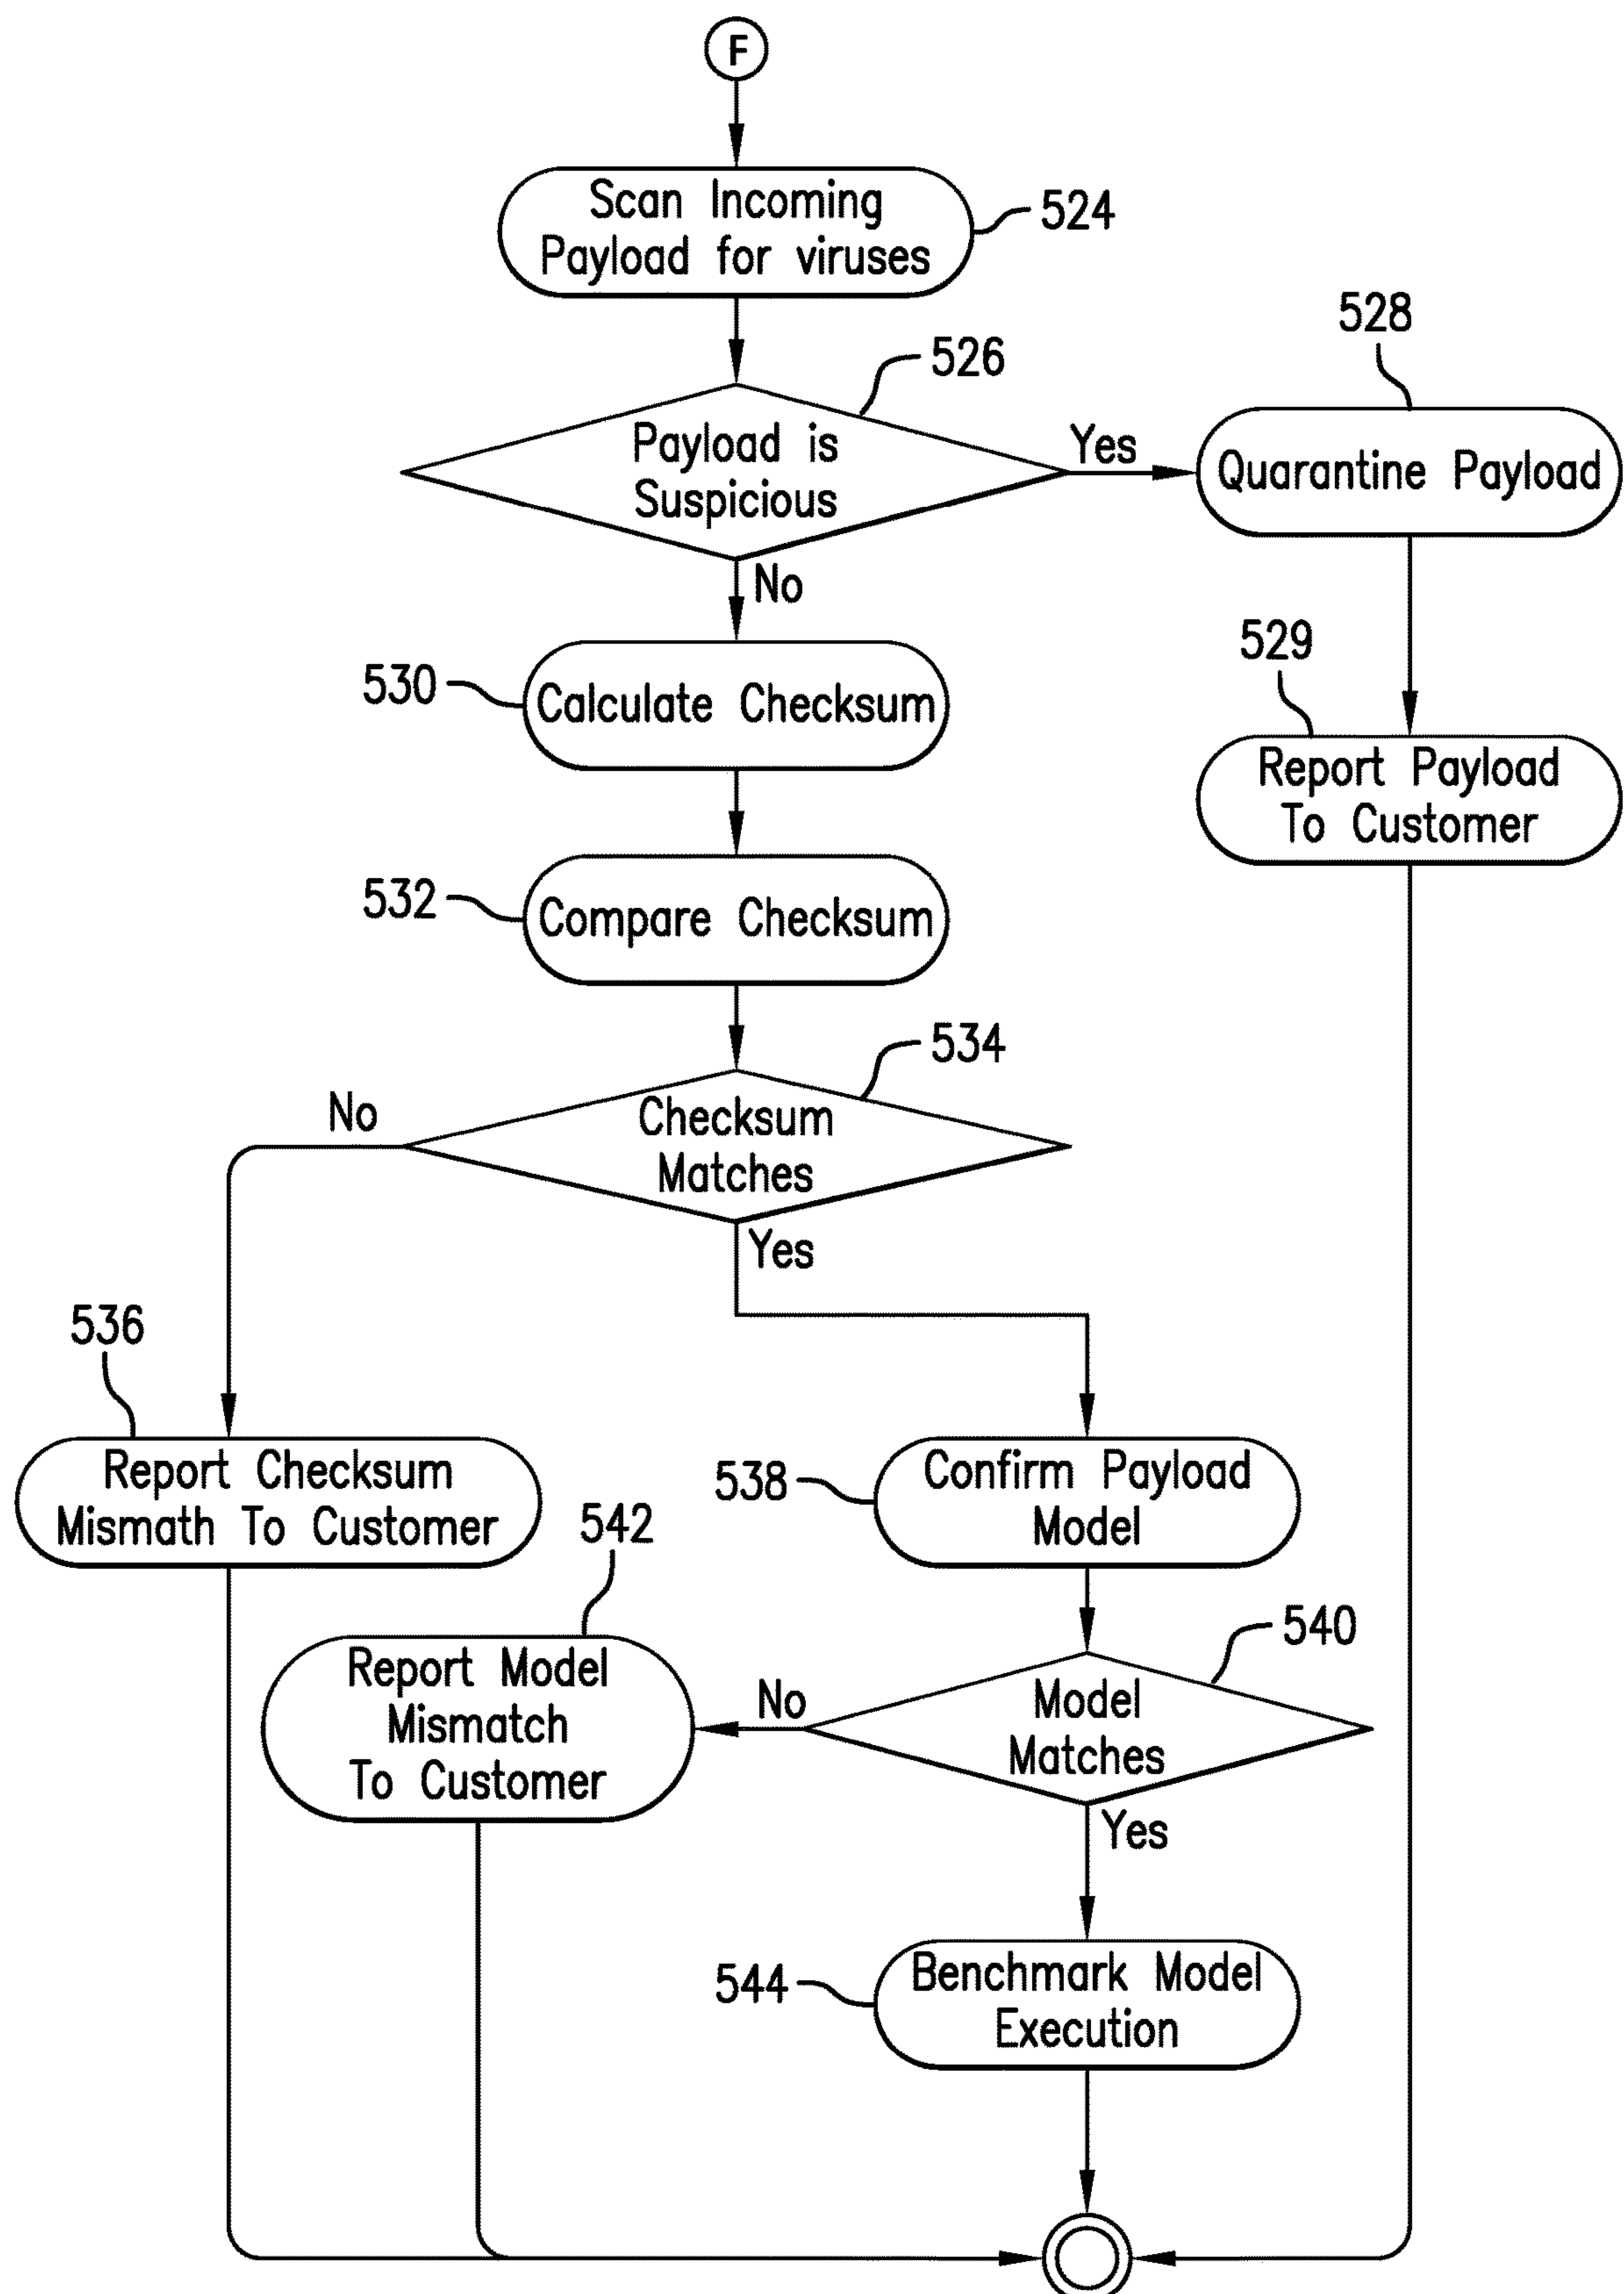 F
Scan Incoming
Payload for viruses
524
526
528
Payload is
Suspicious
Yes
Quarantine Payload
No
529
530
Calculate Checksum
Report Payload
To Customer
532
Compare Checksum
534
No
Checksum
Matches
Yes
536
Report Checksum
Mismath To Customer
538
Confirm Payload
Model
542
540
Report Model
Mismatch
To Customer
No
Model
Matches
Yes
544
Benchmark Model
Execution